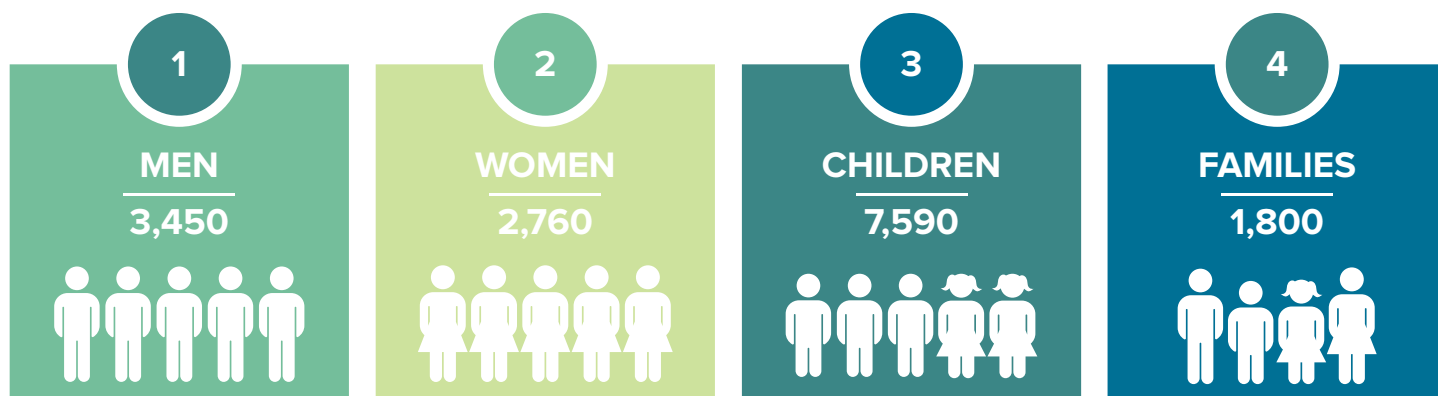 1
MEN
3,450
2
WOMEN
2,760
3
CHILDREN
7,590
4
FAMILIES
1,800